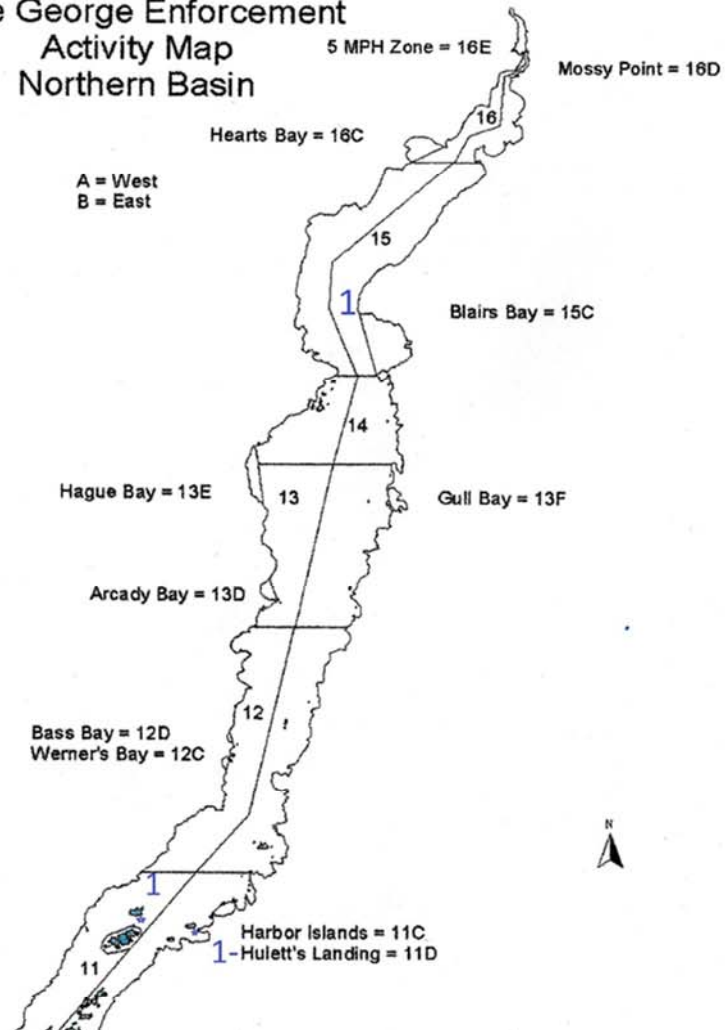 e George Enforcement
Activity Map
Northern Basin
5 MPH Zone = 16E
Mossy Point = 16D
16
Hearts Bay = 16C
A = West
B = East
15
1
Blairs Bay = 15C
14
Hague Bay = 13E
13
Gull Bay = 13F
Arcady Bay = 13D
12
Bass Bay = 12D
Werner's Bay = 12C
N
1
Harbor Islands = 11C
1-Hulett's Landing = 11D
11